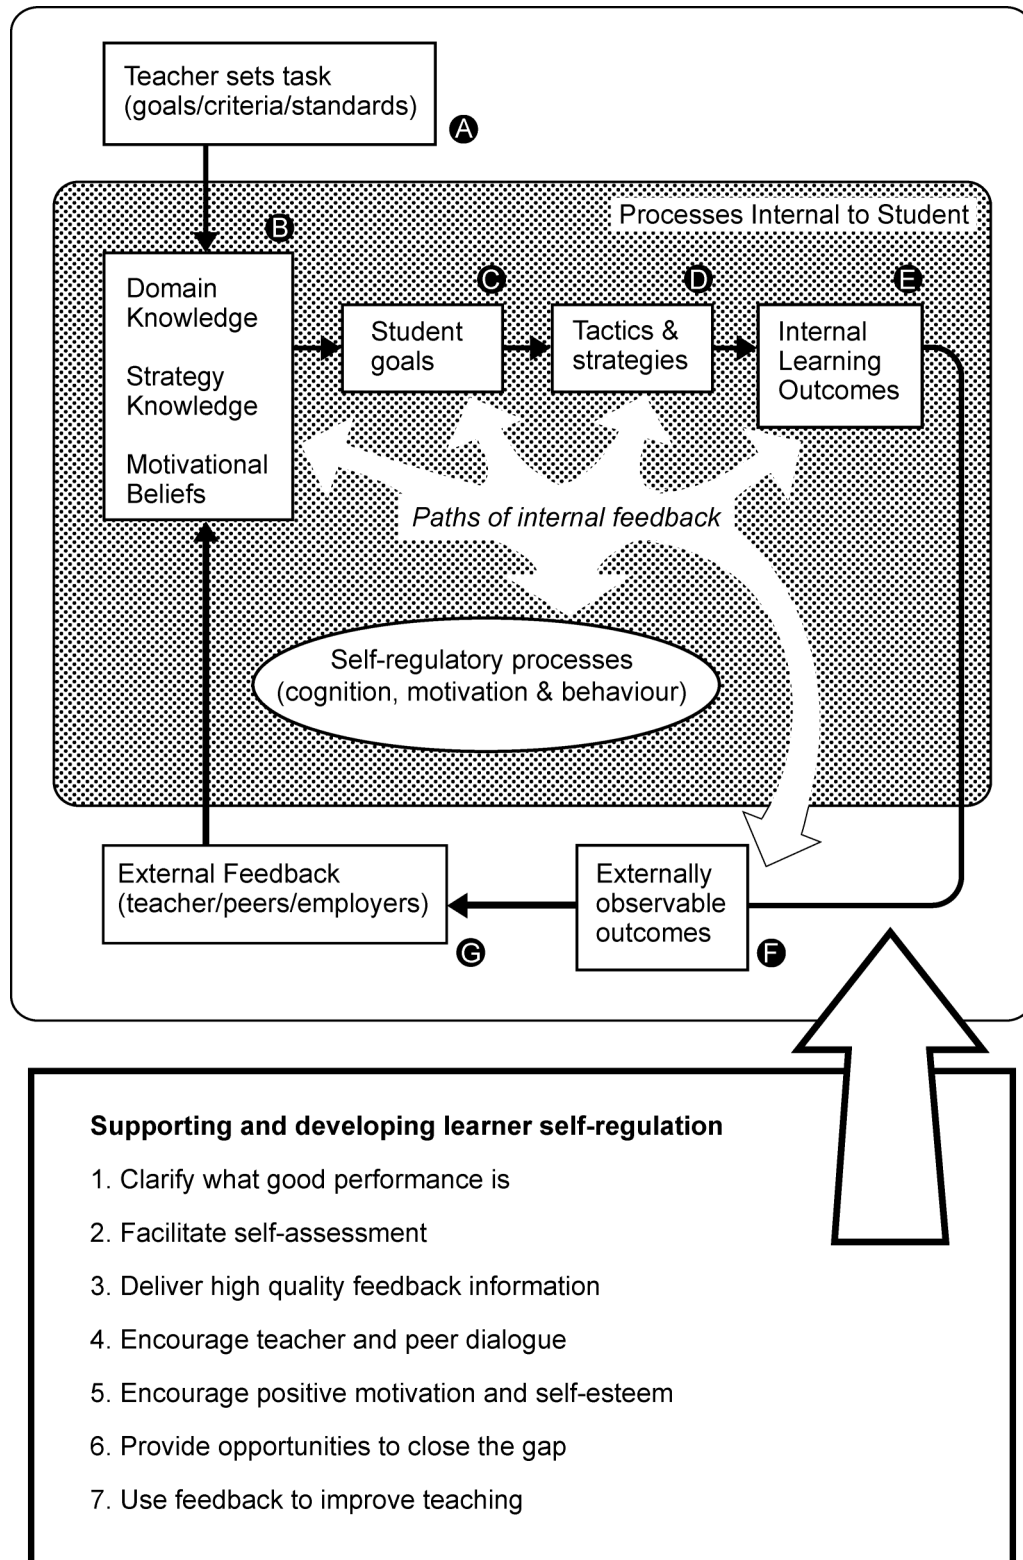 Teacher sets task
(goals/criteria/standards)
A
Processes Internal to Student
B
Domain
Knowledge
Strategy
Knowledge
Motivational
Beliefs
C
Student
goals
D
Tactics &
strategies
E
Internal
Learning
Outcomes
Paths of internal feedback
Self-regulatory processes
(cognition, motivation & behaviour)
External Feedback
(teacher/peers/employers)
G
Externally
observable
outcomes
F
Supporting and developing learner self-regulation
1. Clarify what good performance is
2. Facilitate self-assessment
3. Deliver high quality feedback information
4. Encourage teacher and peer dialogue
5. Encourage positive motivation and self-esteem
6. Provide opportunities to close the gap
7. Use feedback to improve teaching